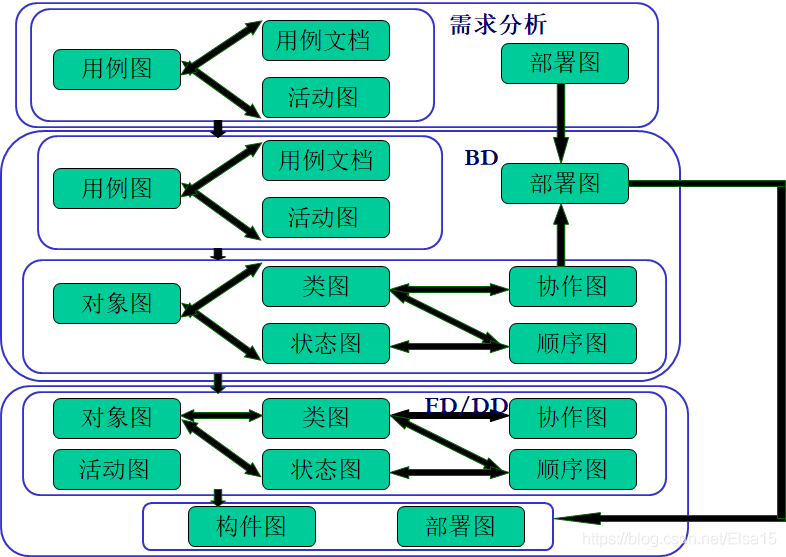 需求分析
用例图
用例文档
活动图
部署图
BD
用例图
用例文档
活动图
部署图
对象图
类图
状态图
协作图
顺序图
FD/DD
对象图
类图
协作图
活动图
状态图
顺序图
构件图
部署图
https://blog.csdn.net/Elsa15